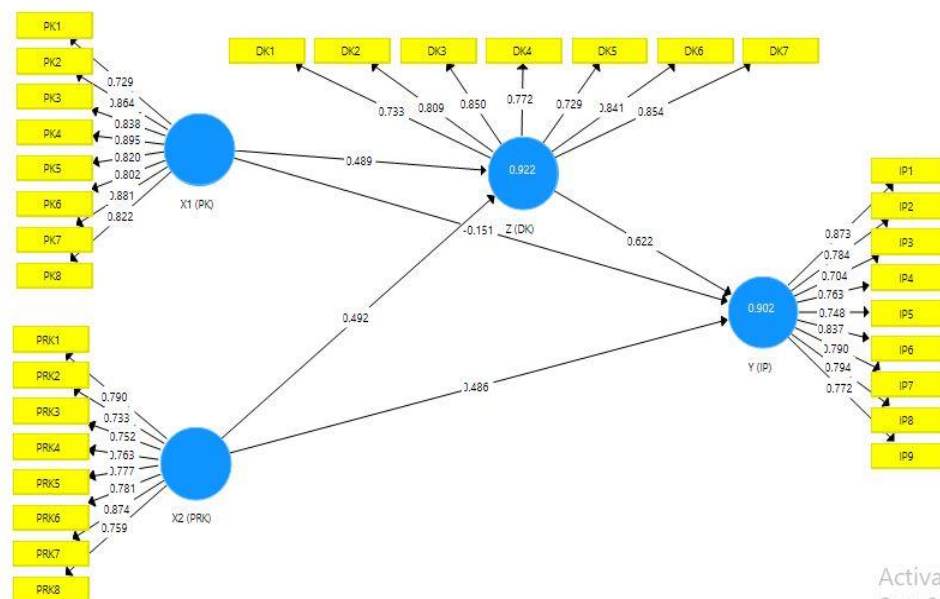 PK1
PK2
PK3
PK4
PK5
PK6
PK7
PK8
0.729
0.864
0.838
0.895
0.820
0.802
0.881
0.822
X1 (PK)
DK1
DK2
DK3
DK4
DK5
DK6
DK7
0.733
0.809
0.850
0.772
0.729
0.841
0.854
0.922
Z (DK)
0.489
-0.151
0.622
0.492
0.486
PRK1
PRK2
PRK3
PRK4
PRK5
PRK6
PRK7
PRK8
0.790
0.733
0.752
0.763
0.777
0.781
0.874
0.759
X2 (PRK)
0.902
Y (IP)
0.873
0.784
0.704
0.763
0.748
0.837
0.790
0.794
0.772
IP1
IP2
IP3
IP4
IP5
IP6
IP7
IP8
IP9
Activa